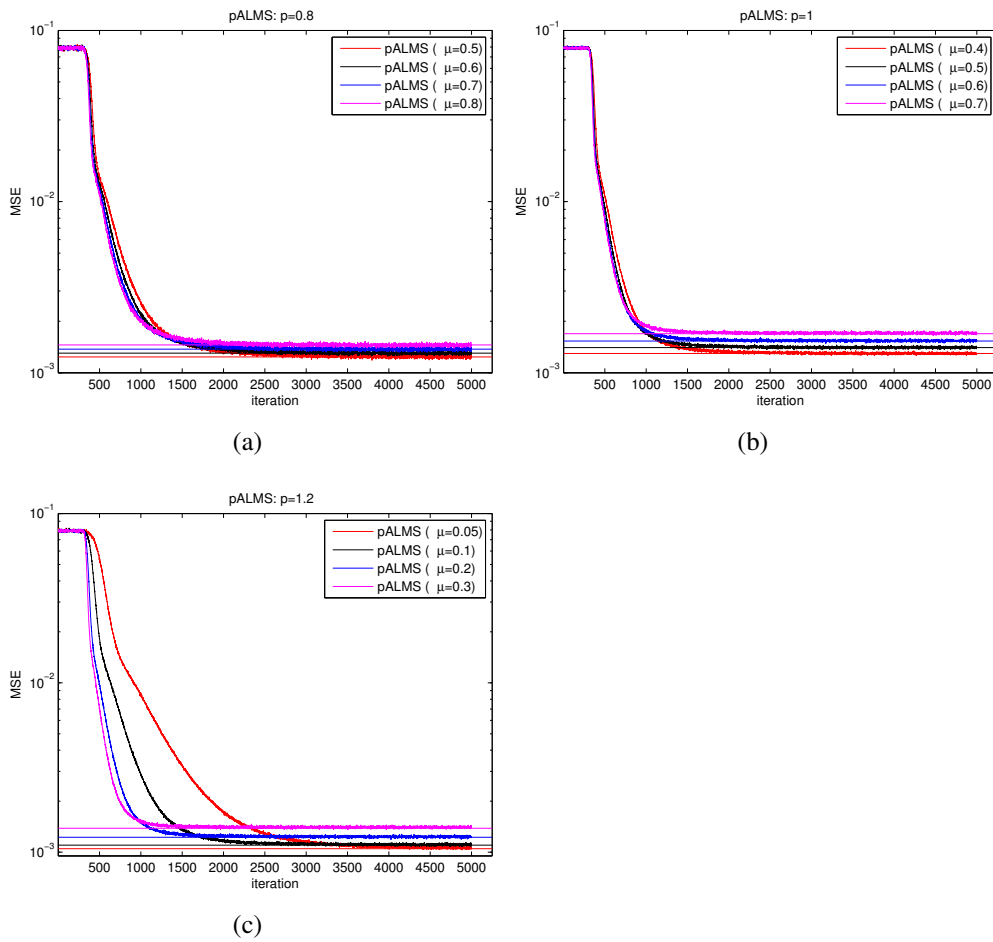 pALMS: p=0.8
10⁻¹
10⁻²
10⁻³
MSE
pALMS ( μ=0.5)
pALMS ( μ=0.6)
pALMS ( μ=0.7)
pALMS ( μ=0.8)
500 1000 1500 2000 2500 3000 3500 4000 4500 5000
iteration
(a)
pALMS: p=1
10⁻¹
10⁻²
10⁻³
MSE
pALMS ( μ=0.4)
pALMS ( μ=0.5)
pALMS ( μ=0.6)
pALMS ( μ=0.7)
500 1000 1500 2000 2500 3000 3500 4000 4500 5000
iteration
(b)
pALMS: p=1.2
10⁻¹
10⁻²
10⁻³
MSE
pALMS ( μ=0.05)
pALMS ( μ=0.1)
pALMS ( μ=0.2)
pALMS ( μ=0.3)
500 1000 1500 2000 2500 3000 3500 4000 4500 5000
iteration
(c)